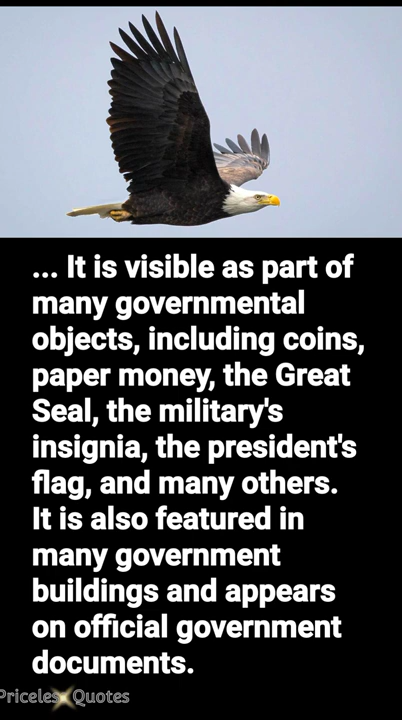 ... It is visible as part of
many governmental
objects, including coins,
paper money, the Great
Seal, the military's
insignia, the president's
flag, and many others.
It is also featured in
many government
buildings and appears
on official government
documents.
Priceless Quotes